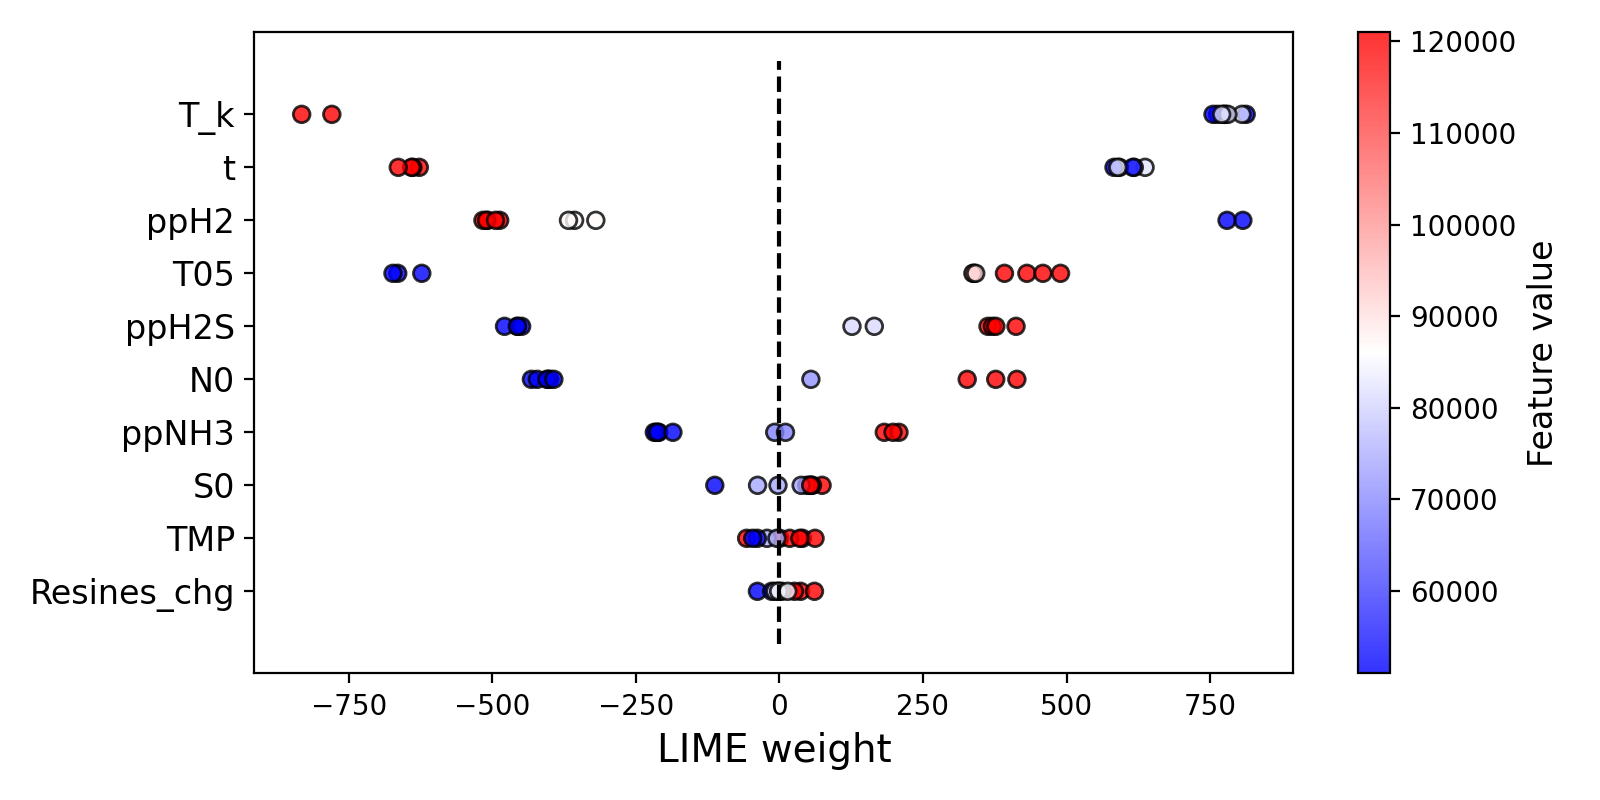 T_k
t
ppH2
T05
ppH2S
N0
ppNH3
S0
TMP
Resines_chg
−750
−500
−250
0
250
500
750
LIME weight
120000
110000
100000
90000
80000
70000
60000
Feature value